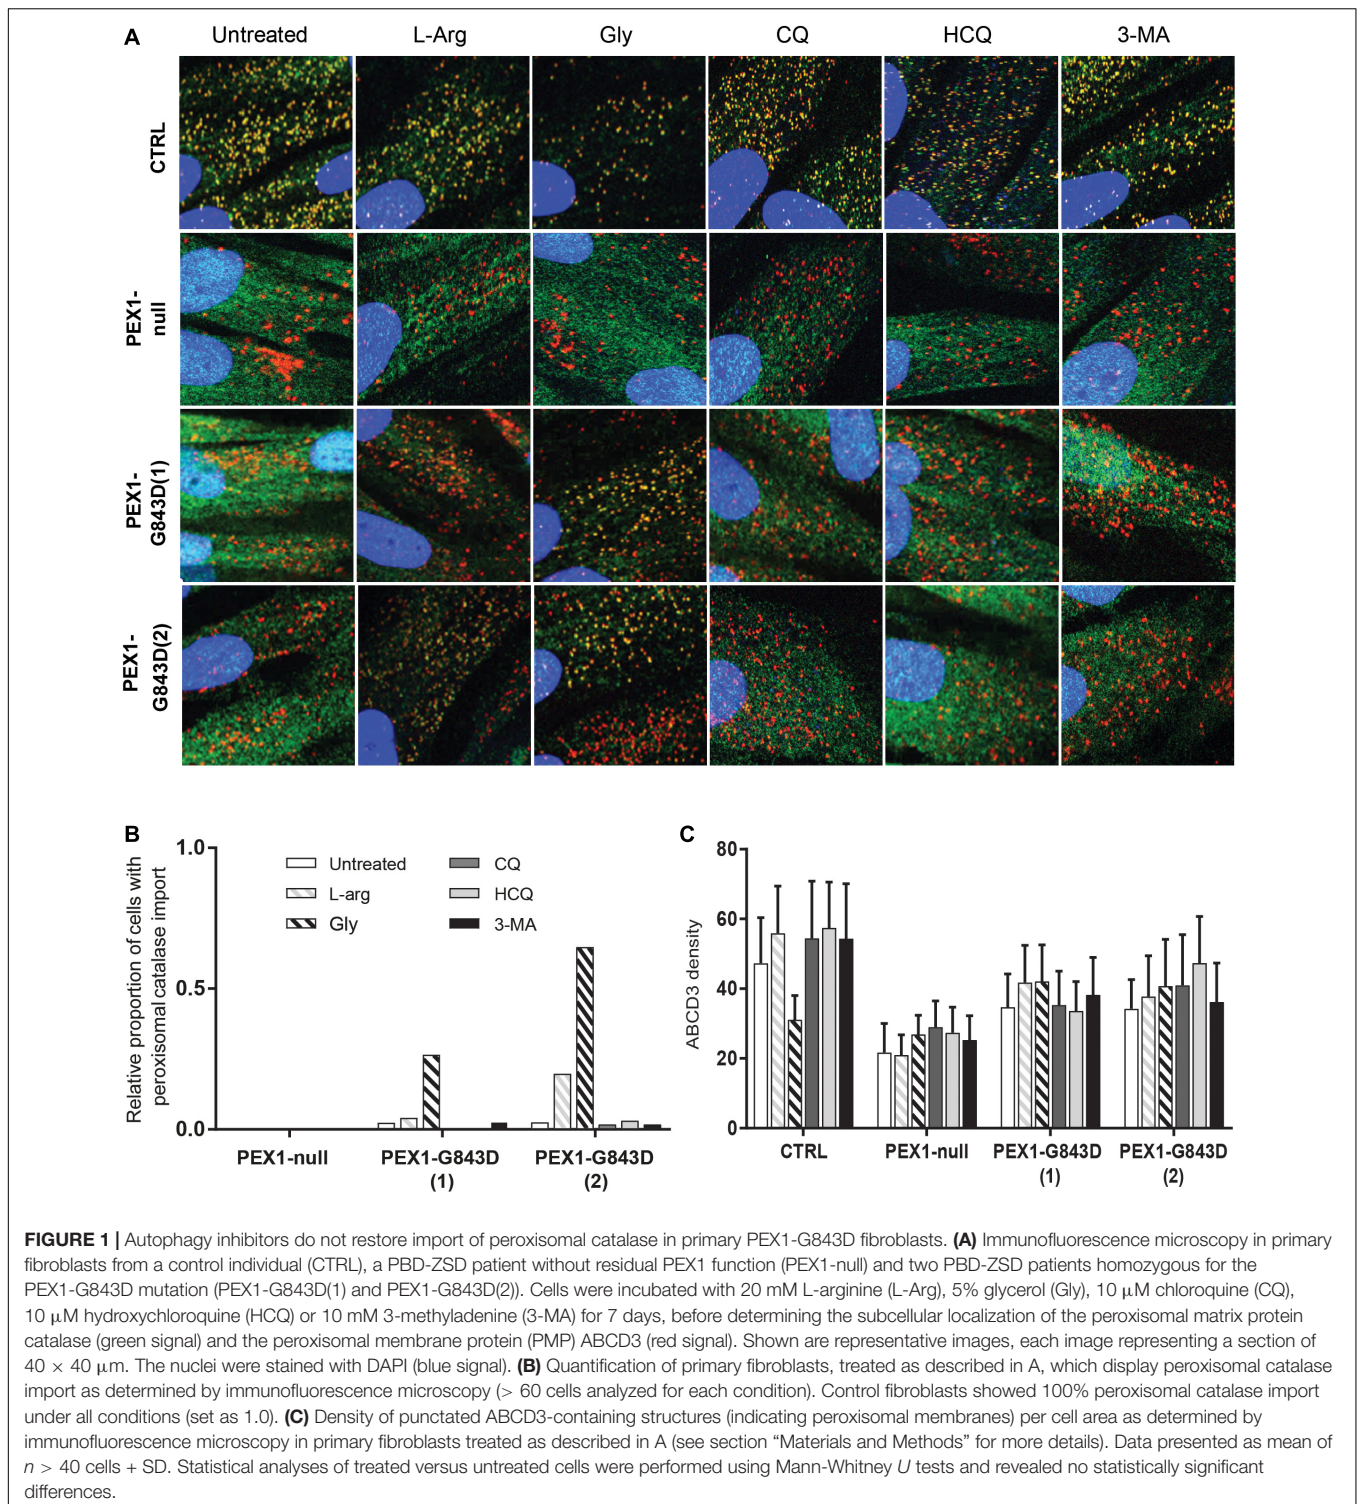 A
Untreated L-Arg Gly CQ HCQ 3-MA
CTRL
PEX1-
null
PEX1-
G843D(1)
PEX1-
G843D(2)
B
Relative proportion of cells with
peroxisomal catalase import
1.0
0.5
0.0
Untreated
L-arg
Gly
CQ
HCQ
3-MA
PEX1-null PEX1-G843D PEX1-G843D
(1) (2)
C
ABCD3 density
80
60
40
20
0
CTRL PEX1-null PEX1-G843D PEX1-G843D
(1) (2)
FIGURE 1 | Autophagy inhibitors do not restore import of peroxisomal catalase in primary PEX1-G843D fibroblasts. (A) Immunofluorescence microscopy in primary
fibroblasts from a control individual (CTRL), a PBD-ZSD patient without residual PEX1 function (PEX1-null) and two PBD-ZSD patients homozygous for the
PEX1-G843D mutation (PEX1-G843D(1) and PEX1-G843D(2)). Cells were incubated with 20 mM L-arginine (L-Arg), 5% glycerol (Gly), 10 μM chloroquine (CQ),
10 μM hydroxychloroquine (HCQ) or 10 mM 3-methyladenine (3-MA) for 7 days, before determining the subcellular localization of the peroxisomal matrix protein
catalase (green signal) and the peroxisomal membrane protein (PMP) ABCD3 (red signal). Shown are representative images, each image representing a section of
40 × 40 μm. The nuclei were stained with DAPI (blue signal). (B) Quantification of primary fibroblasts, treated as described in A, which display peroxisomal catalase
import as determined by immunofluorescence microscopy (> 60 cells analyzed for each condition). Control fibroblasts showed 100% peroxisomal catalase import
under all conditions (set as 1.0). (C) Density of punctated ABCD3-containing structures (indicating peroxisomal membranes) per cell area as determined by
immunofluorescence microscopy in primary fibroblasts treated as described in A (see section “Materials and Methods” for more details). Data presented as mean of
n > 40 cells + SD. Statistical analyses of treated versus untreated cells were performed using Mann-Whitney U tests and revealed no statistically significant
differences.